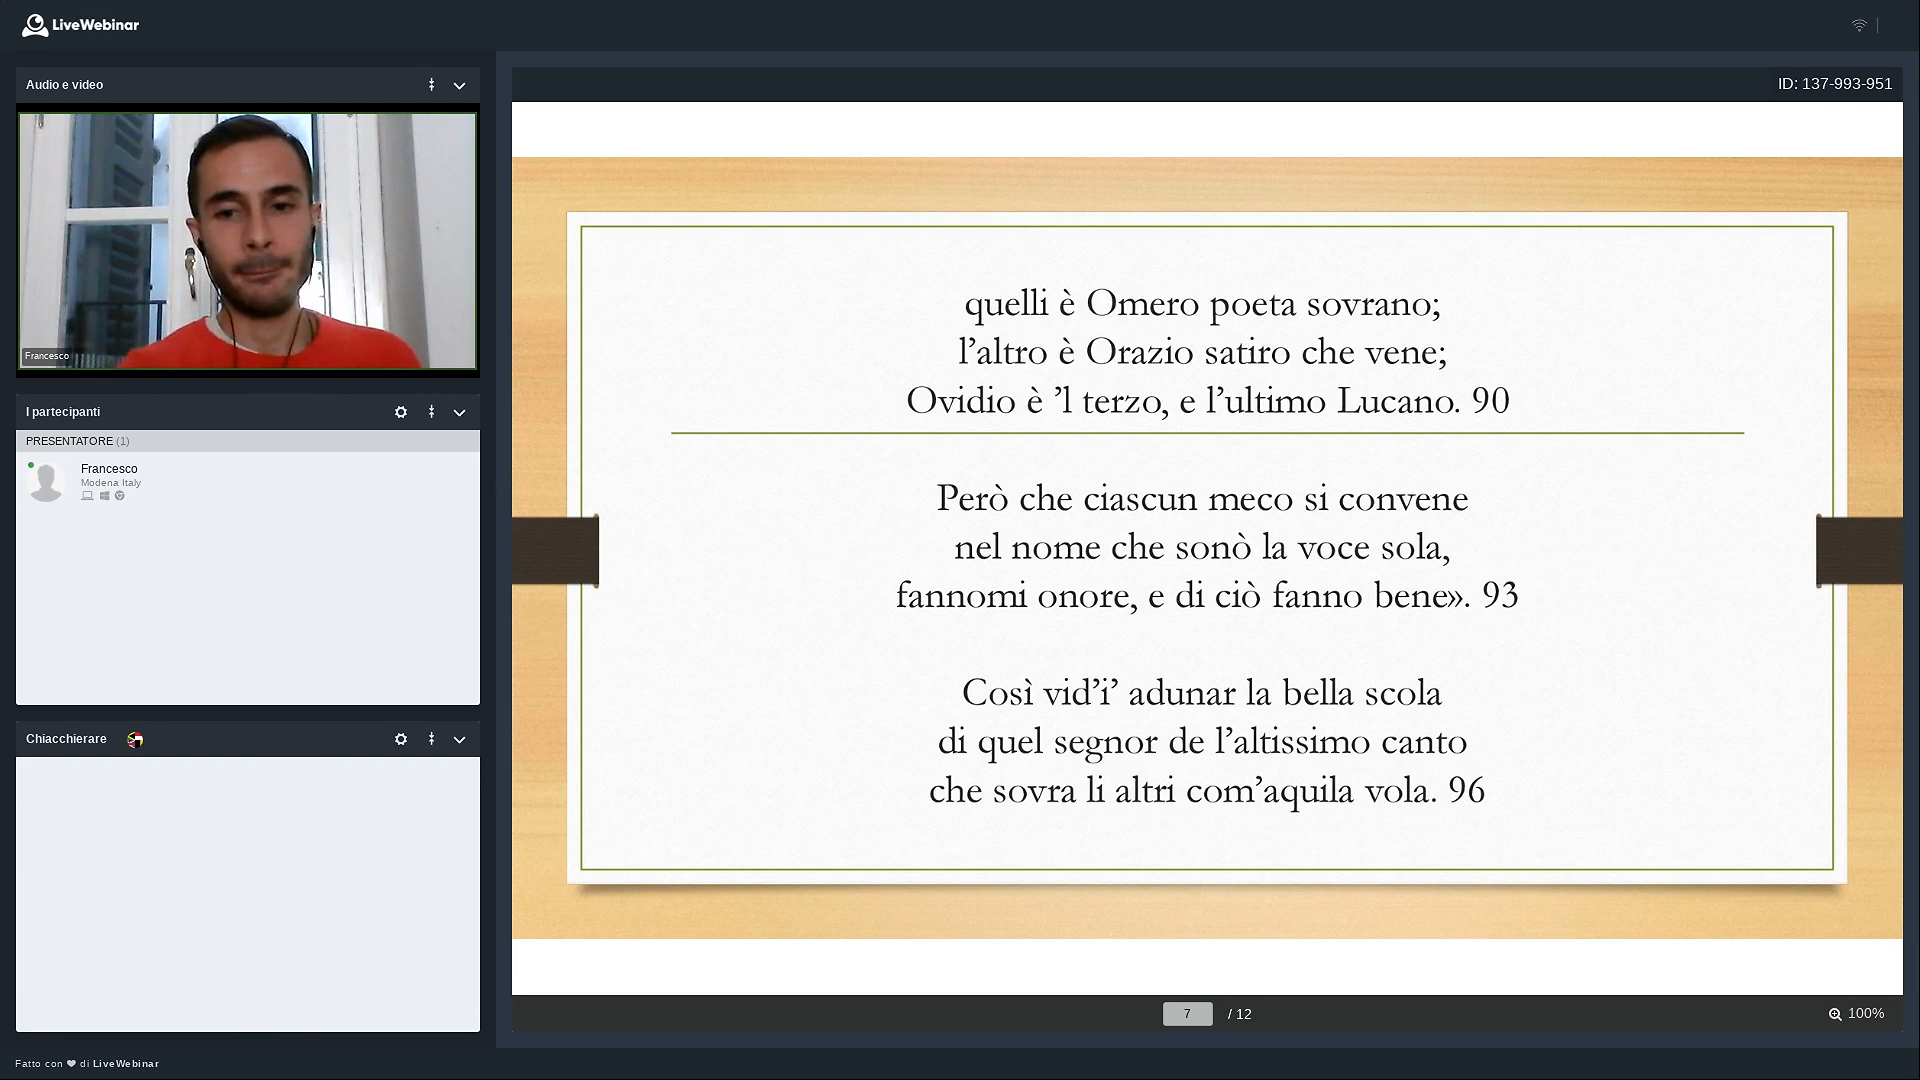 LiveWebinar
Audio e video
Francesco
I partecipanti
PRESENTATORE (1)
Francesco
Modena Italy
Chiacchierare
ID: 137-993-951
quelli è Omero poeta sovrano;
l’altro è Orazio satiro che vene;
Ovidio è ’l terzo, e l’ultimo Lucano. 90
Però che ciascun meco si convene
nel nome che sonò la voce sola,
fannomi onore, e di ciò fanno bene». 93
Così vid’i’ adunar la bella scola
di quel segnor de l’altissimo canto
che sovra li altri com’aquila vola. 96
7 / 12
100%
Fatto con ❤ di LiveWebinar